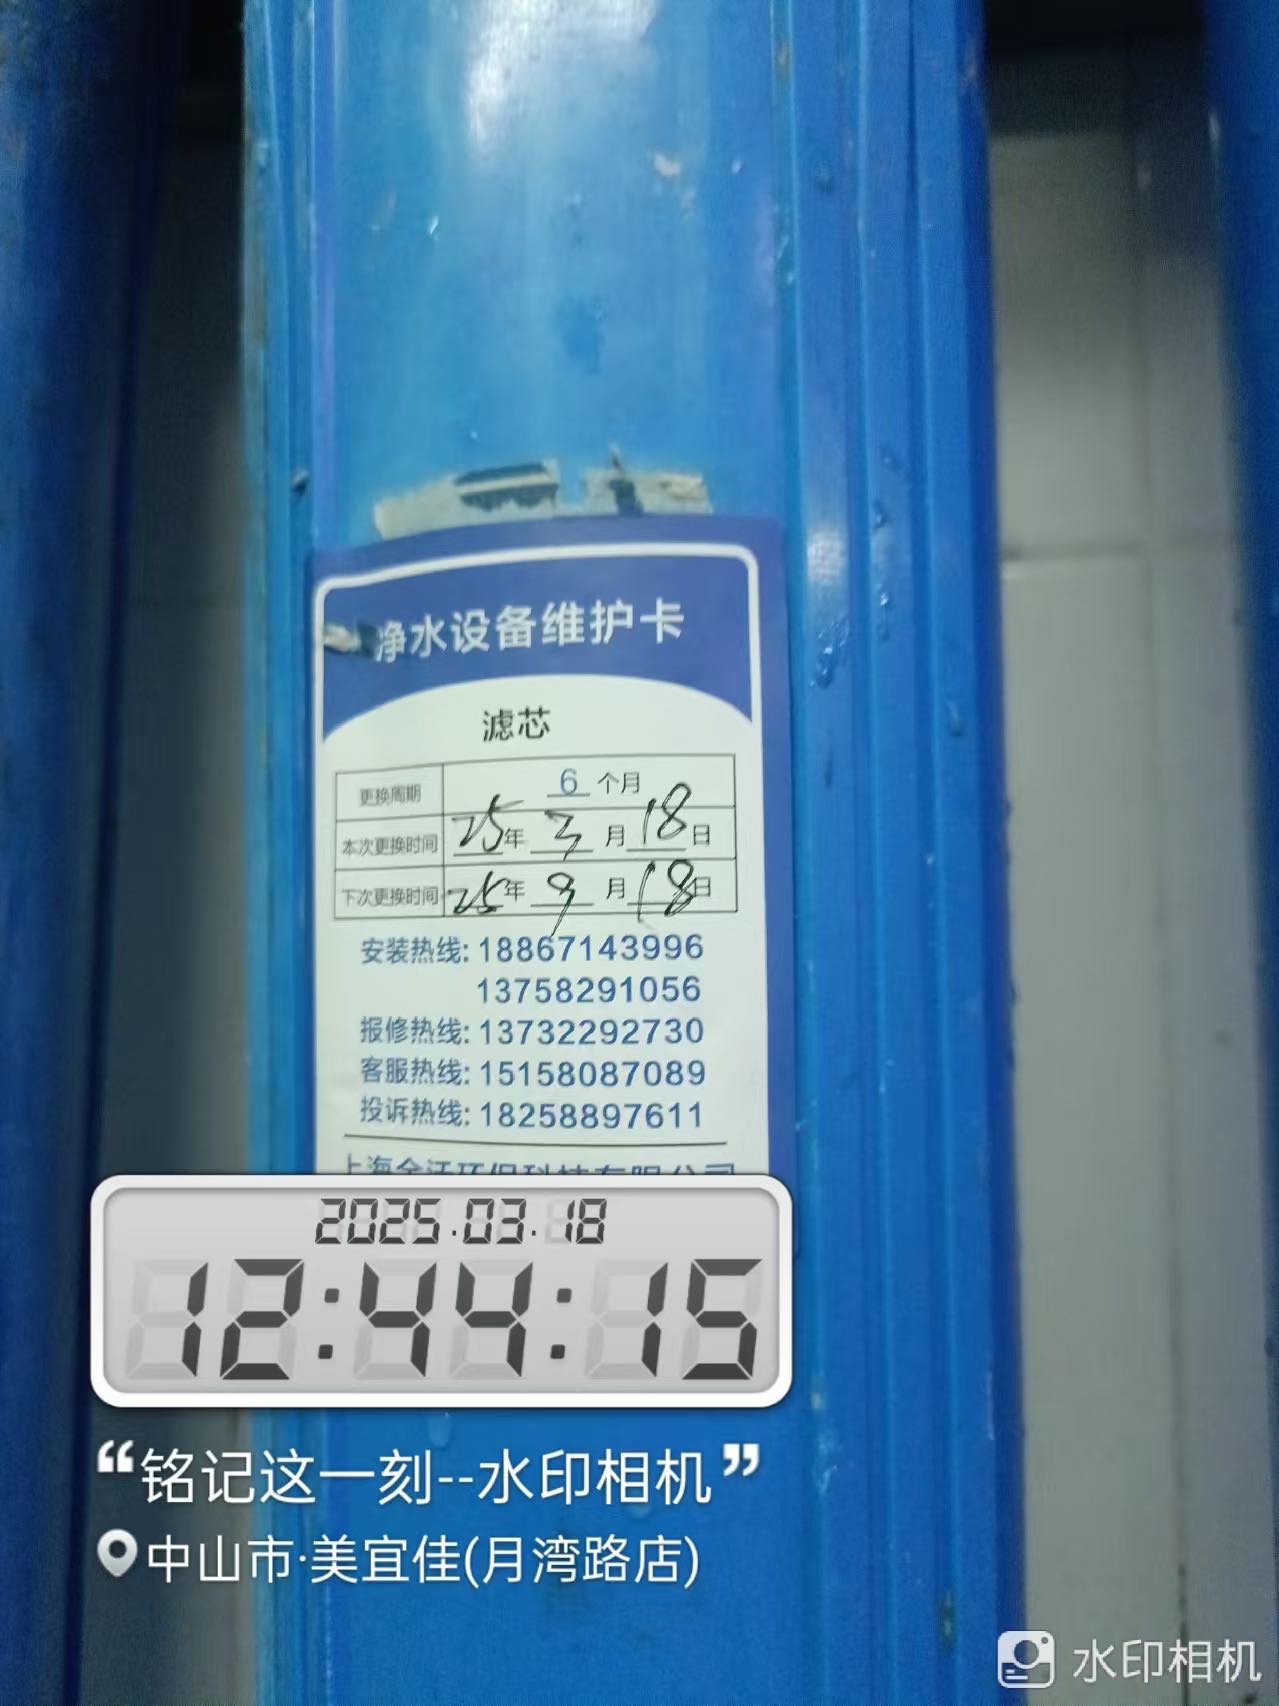 净水设备维护卡
滤芯
更换周期 6 个月
本次更换时间 25年 3 月 18日
下次更换时间 25年 9 月 18日
安装热线: 18867143996
13758291056
报修热线: 13732292730
客服热线: 15158087089
投诉热线: 18258897611
2025.03.18
12:44:15
“铭记这一刻--水印相机”
中山市·美宜佳(月湾路店)
水印相机